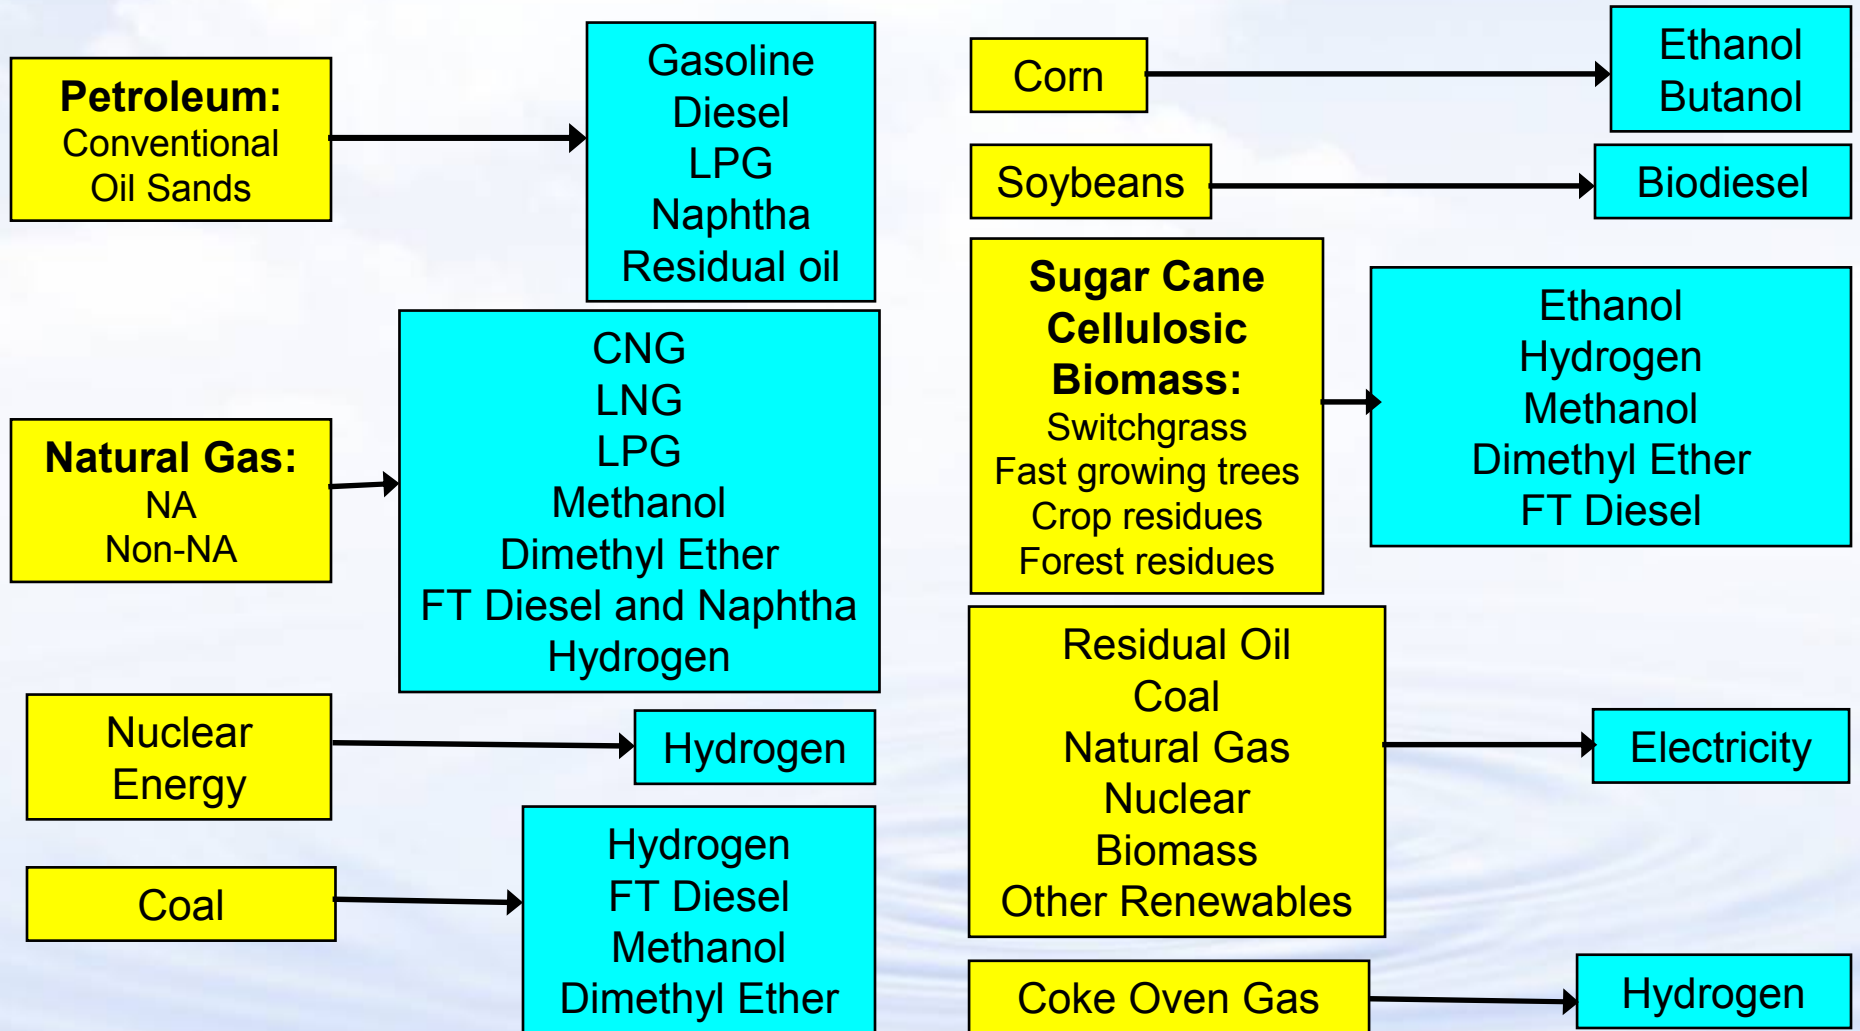 Petroleum:
Conventional
Oil Sands
Gasoline
Diesel
LPG
Naphtha
Residual oil
Natural Gas:
NA
Non-NA
CNG
LNG
LPG
Methanol
Dimethyl Ether
FT Diesel and Naphtha
Hydrogen
Nuclear
Energy
Hydrogen
Coal
Hydrogen
FT Diesel
Methanol
Dimethyl Ether
Corn
Ethanol
Butanol
Soybeans
Biodiesel
Sugar Cane
Cellulosic
Biomass:
Switchgrass
Fast growing trees
Crop residues
Forest residues
Ethanol
Hydrogen
Methanol
Dimethyl Ether
FT Diesel
Residual Oil
Coal
Natural Gas
Nuclear
Biomass
Other Renewables
Electricity
Coke Oven Gas
Hydrogen